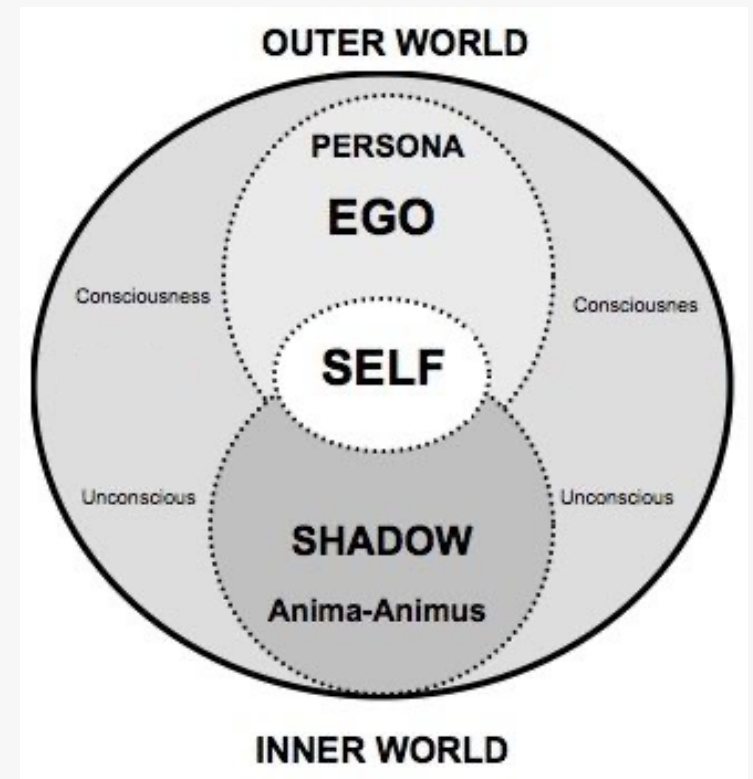 OUTER WORLD
PERSONA
EGO
Consciousness
Consciousnes
SELF
Unconscious
Unconscious
SHADOW
Anima-Animus
INNER WORLD